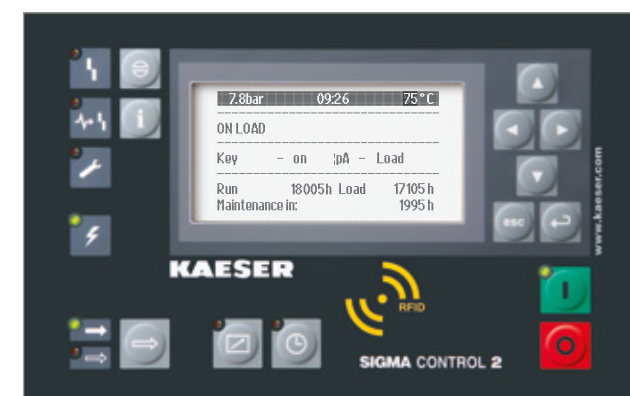 7.8bar 09:26 75°C
ON LOAD
Key - on ¦pA - Load
Run 18005h Load 17105h
Maintenance in: 1995h
i
esc
www.kaeser.com
KAESER
RFID
I
O
SIGMA CONTROL 2